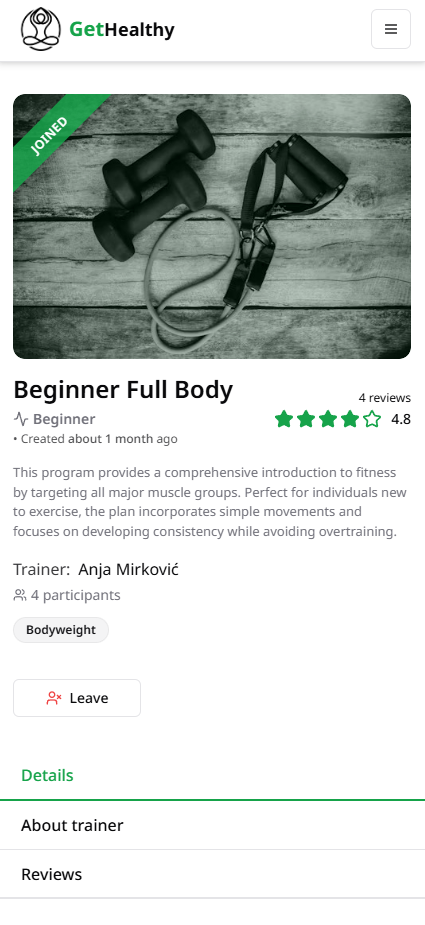 GetHealthy
JOINED
Beginner Full Body
4 reviews
Beginner
4.8
• Created about 1 month ago
This program provides a comprehensive introduction to fitness
by targeting all major muscle groups. Perfect for individuals new
to exercise, the plan incorporates simple movements and
focuses on developing consistency while avoiding overtraining.
Trainer: Anja Mirković
4 participants
Bodyweight
Leave
Details
About trainer
Reviews